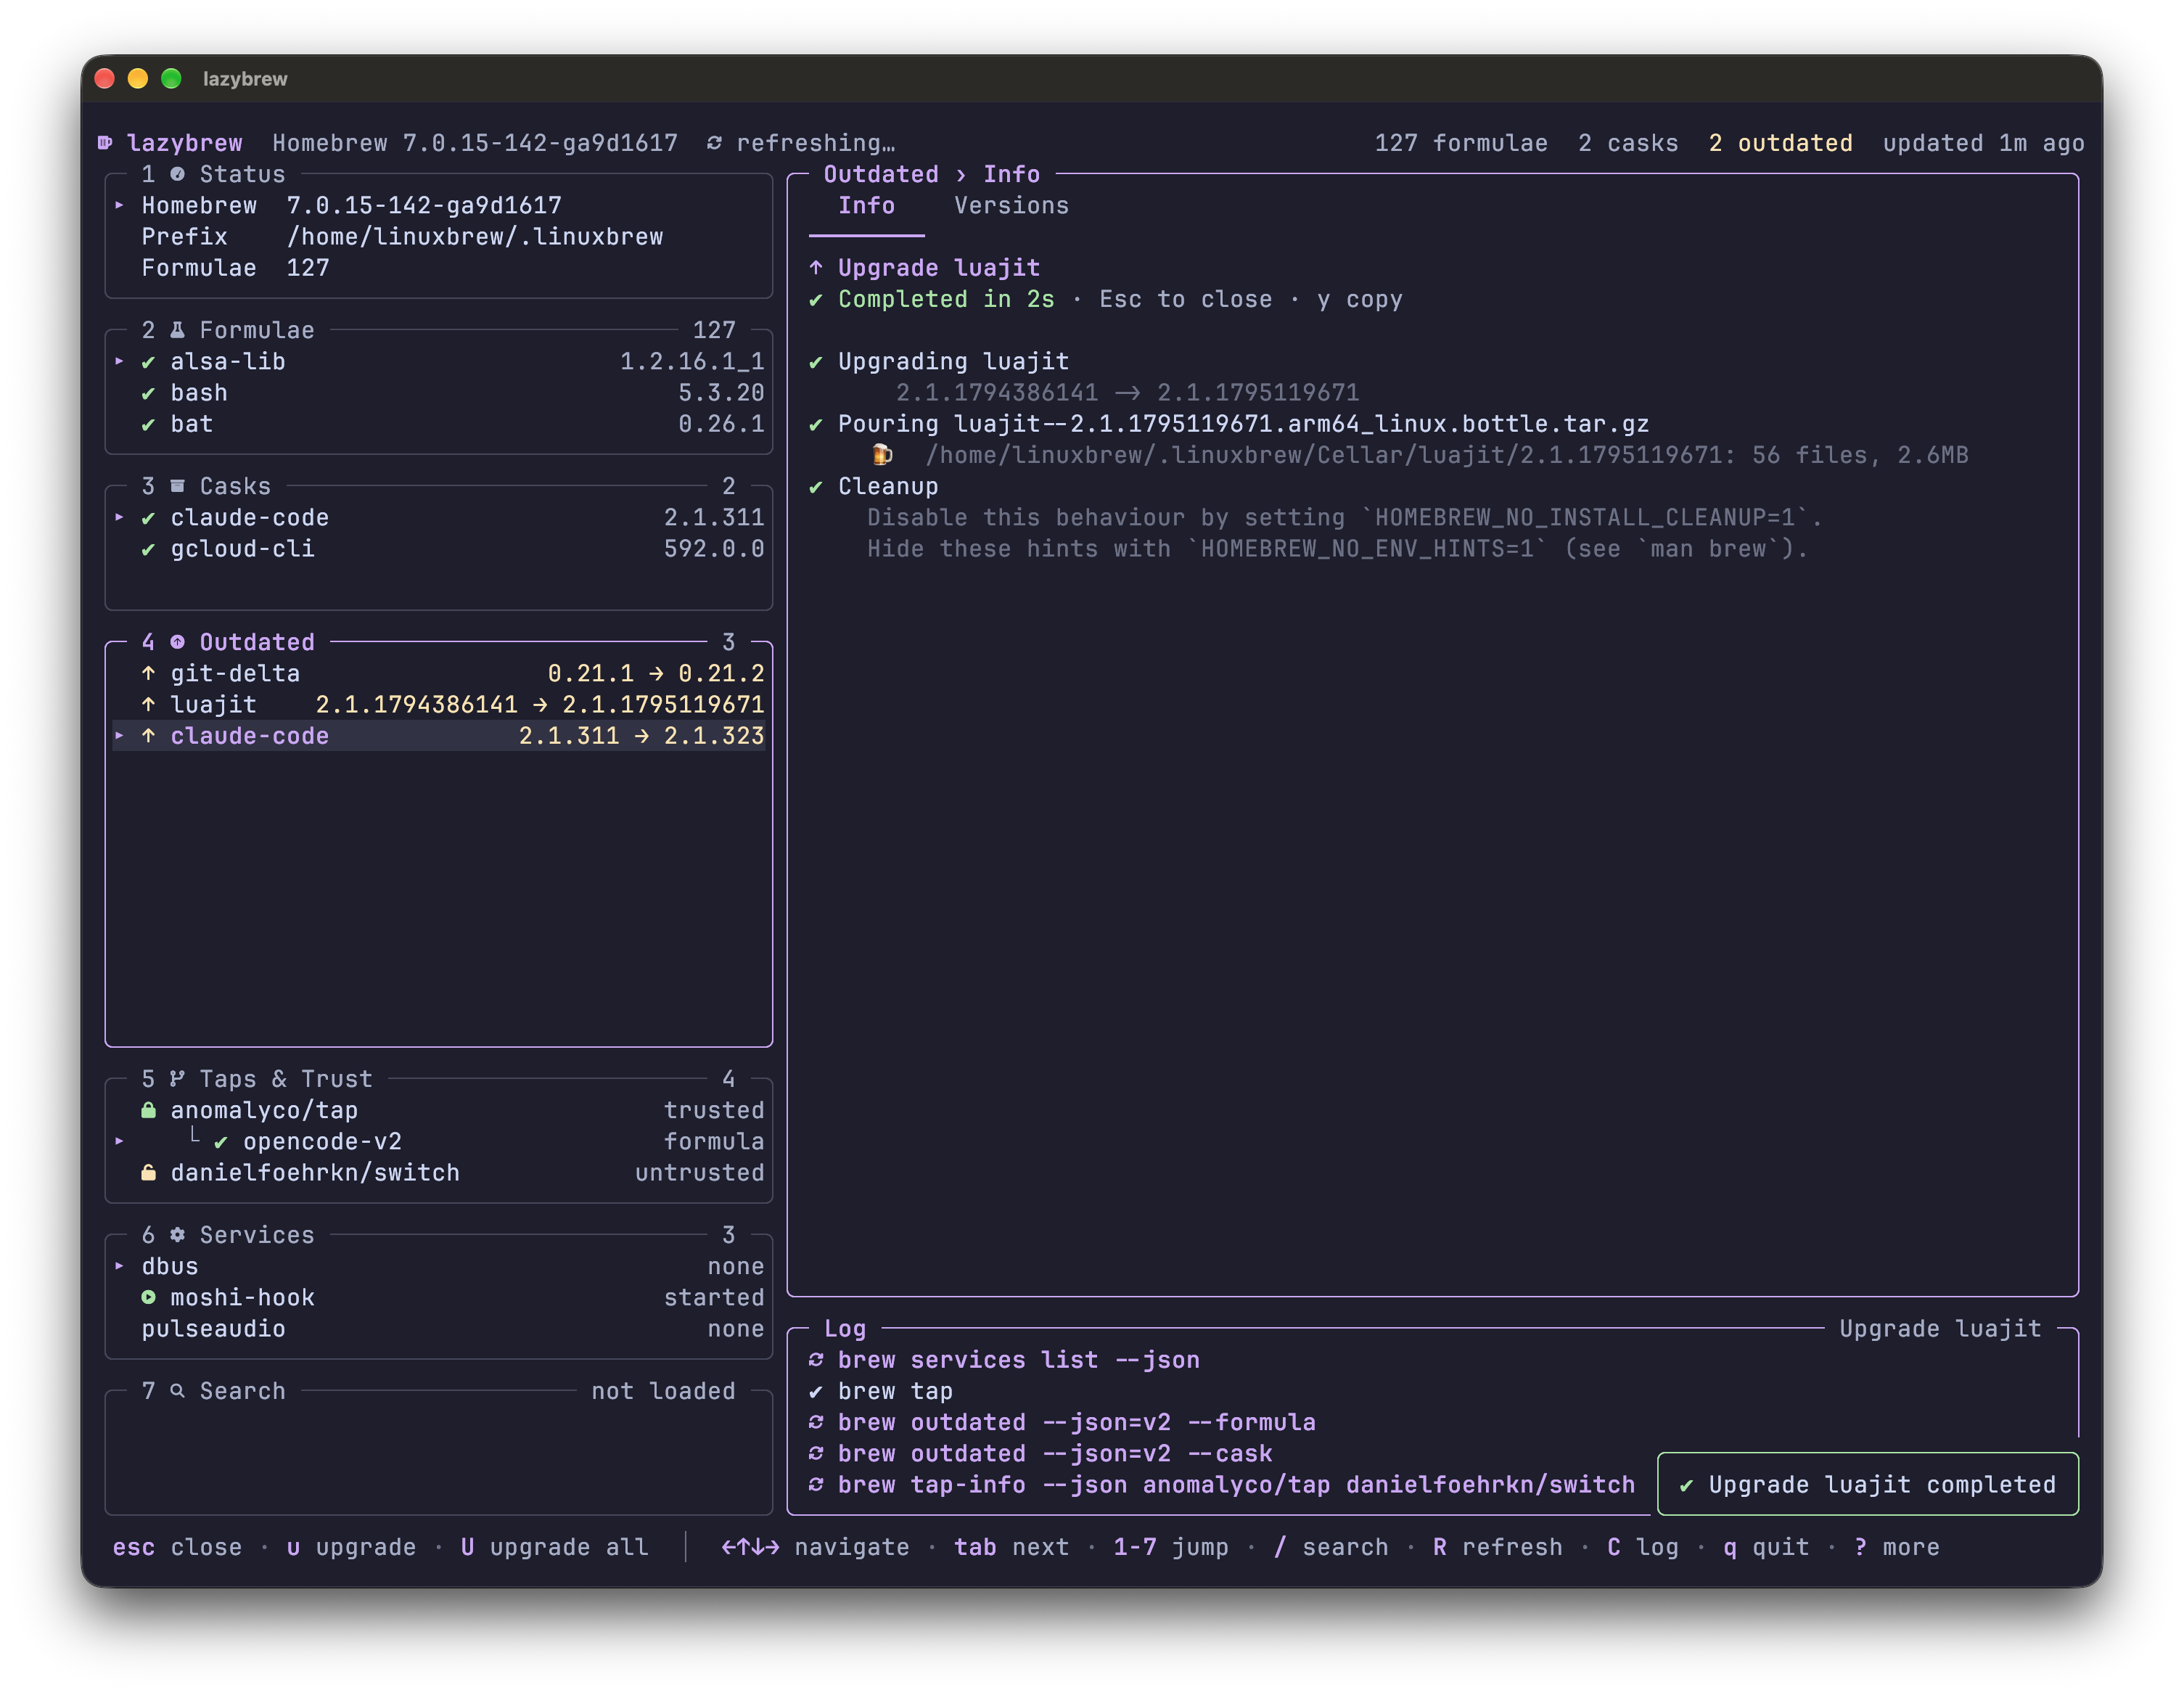 lazybrew
lazybrew Homebrew 7.0.15-142-ga9d1617 refreshing… 127 formulae 2 casks 2 outdated updated 1m ago
1 Status
Homebrew 7.0.15-142-ga9d1617
Prefix /home/linuxbrew/.linuxbrew
Formulae 127
2 Formulae 127
alsa-lib 1.2.16.1_1
bash 5.3.20
bat 0.26.1
3 Casks 2
claude-code 2.1.311
gcloud-cli 592.0.0
4 Outdated 3
↑ git-delta 0.21.1 → 0.21.2
↑ luajit 2.1.1794386141 → 2.1.1795119671
↑ claude-code 2.1.311 → 2.1.323
5 Taps & Trust 4
anomalyco/tap trusted
└ ✔ opencode-v2 formula
danielfoehrkn/switch untrusted
6 Services 3
dbus none
moshi-hook started
pulseaudio none
7 Search not loaded
Outdated › Info
Info Versions
↑ Upgrade luajit
✔ Completed in 2s · Esc to close · y copy
✔ Upgrading luajit
2.1.1794386141 -> 2.1.1795119671
✔ Pouring luajit--2.1.1795119671.arm64_linux.bottle.tar.gz
🍺 /home/linuxbrew/.linuxbrew/Cellar/luajit/2.1.1795119671: 56 files, 2.6MB
✔ Cleanup
Disable this behaviour by setting `HOMEBREW_NO_INSTALL_CLEANUP=1`.
Hide these hints with `HOMEBREW_NO_ENV_HINTS=1` (see `man brew`).
Log Upgrade luajit
brew services list --json
✔ brew tap
brew outdated --json=v2 --formula
brew outdated --json=v2 --cask
brew tap-info --json anomalyco/tap danielfoehrkn/switch
✔ Upgrade luajit completed
esc close · u upgrade · U upgrade all │ ←↑↓→ navigate · tab next · 1-7 jump · / search · R refresh · C log · q quit · ? more